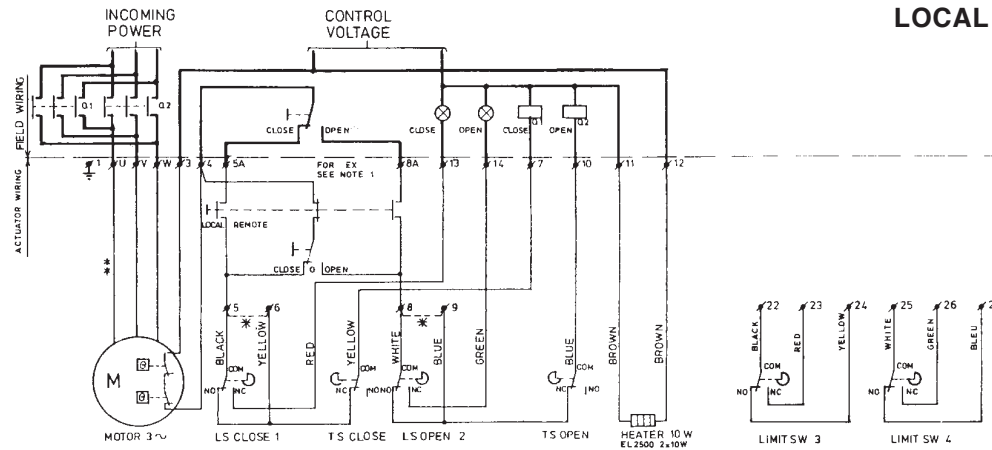 INCOMING POWER
CONTROL VOLTAGE
LOCAL
FIELD WIRING
ACTUATOR WIRING
Q.1
Q.2
CLOSE OPEN
CLOSE OPEN CLOSE Q1 OPEN Q2
1 U V W 3 4 5A
FOR EX
SEE NOTE 1
8A 13 14 7 10 11 12
LOCAL REMOTE
CLOSE 0 OPEN
**
5 6 8 9
* *
22 23 24 25 26
BLACK YELLOW RED YELLOW WHITE BLUE GREEN BLUE BROWN BROWN
BLACK RED YELLOW WHITE GREEN BLEU
M
COM COM COM COM COM COM
NO NC NC NO NO NC NC NO NO NC NO NC
MOTOR 3~
LS CLOSE 1
TS CLOSE
LS OPEN 2
TS OPEN
HEATER 10 W
EL2500 2x10W
LIMIT SW 3
LIMIT SW 4